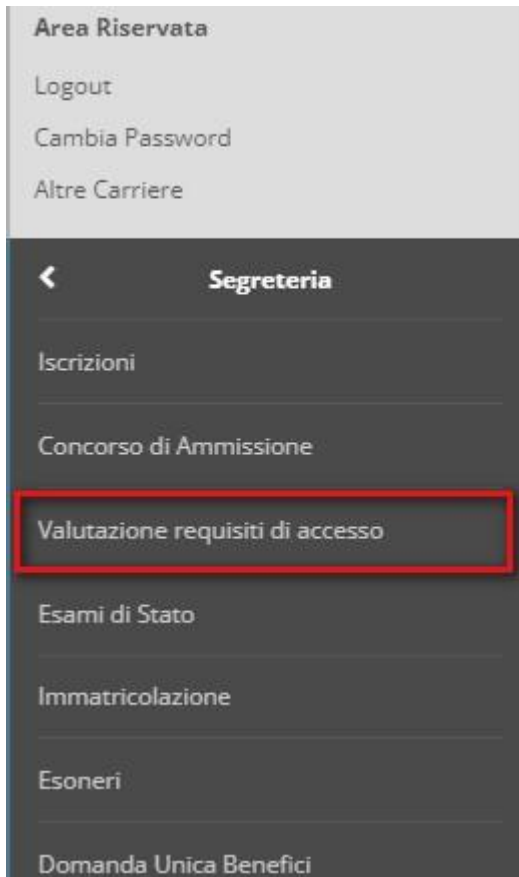 Area Riservata
Logout
Cambia Password
Altre Carriere
Segreteria
Iscrizioni
Concorso di Ammissione
Valutazione requisiti di accesso
Esami di Stato
Immatricolazione
Esoneri
Domanda Unica Benefici